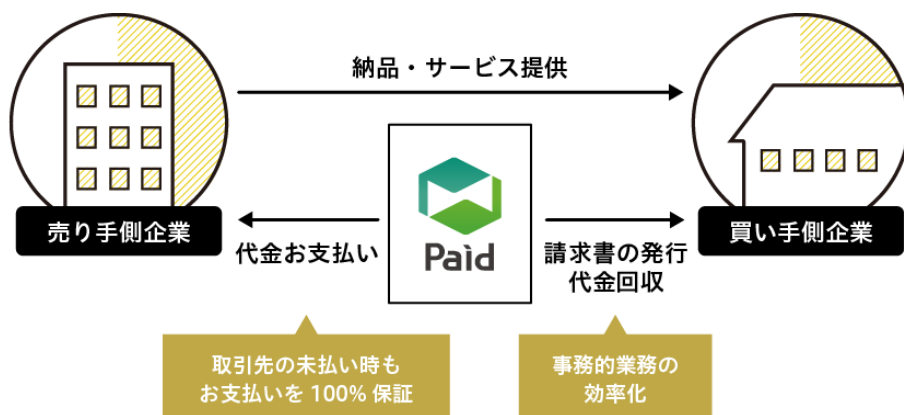 納品・サービス提供
売り手側企業
買い手側企業
代金お支払い
Paid
請求書の発行
代金回収
取引先の未払い時も
お支払いを100%保証
事務的業務の
効率化